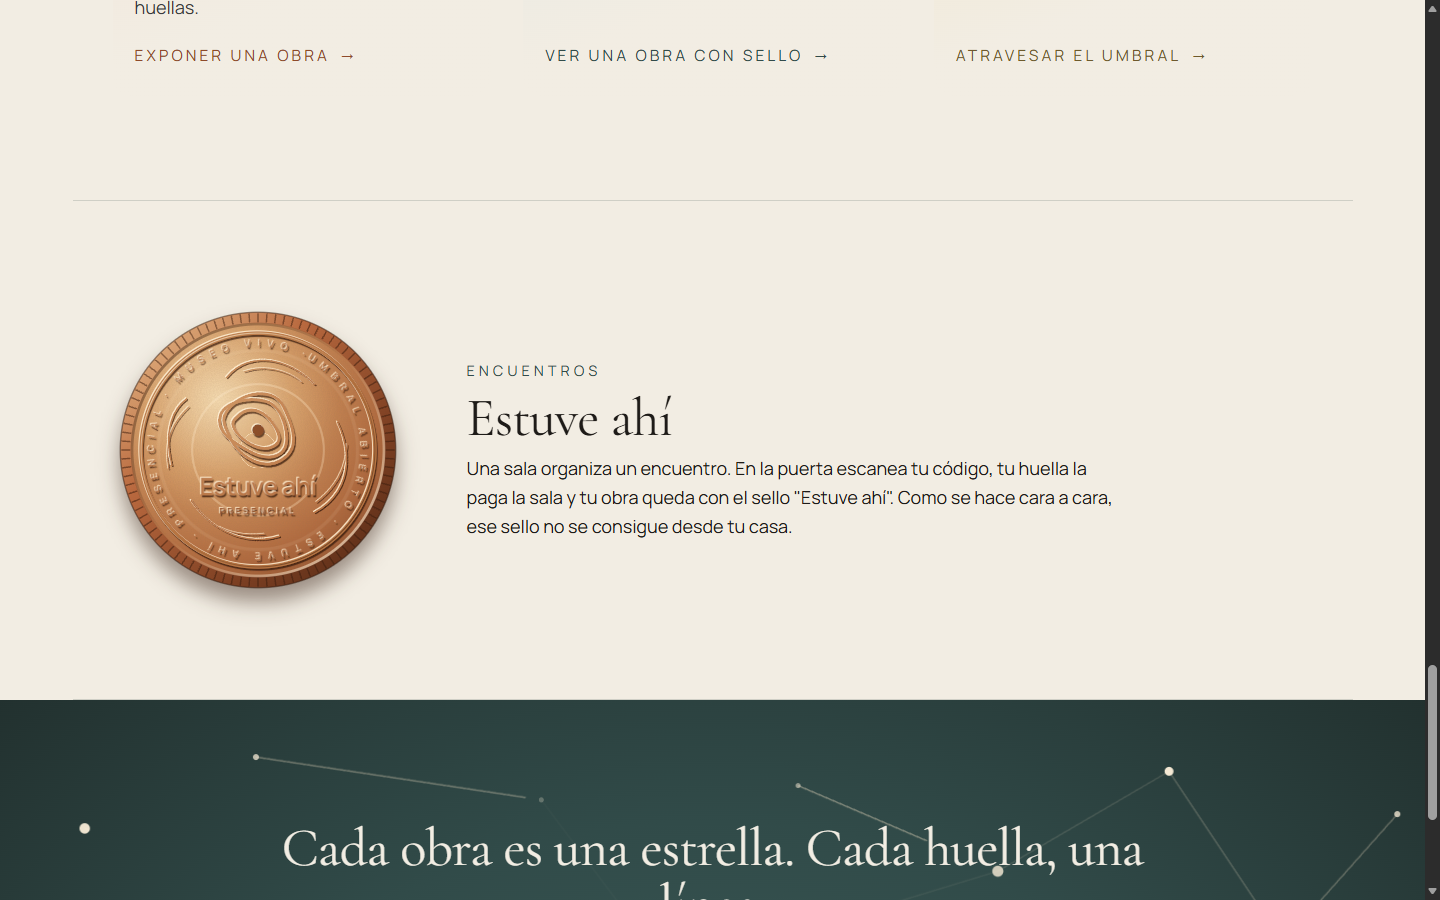 huellas.
EXPONER UNA OBRA →
VER UNA OBRA CON SELLO →
ATRAVESAR EL UMBRAL →
MUSEO VIVO · UMBRAL ABIERTO · ESTUVE AHÍ · PRESENCIAL ·
Estuve ahí
PRESENCIAL
ENCUENTROS
Estuve ahí
Una sala organiza un encuentro. En la puerta escanea tu código, tu huella la
paga la sala y tu obra queda con el sello "Estuve ahí". Como se hace cara a cara,
ese sello no se consigue desde tu casa.
Cada obra es una estrella. Cada huella, una